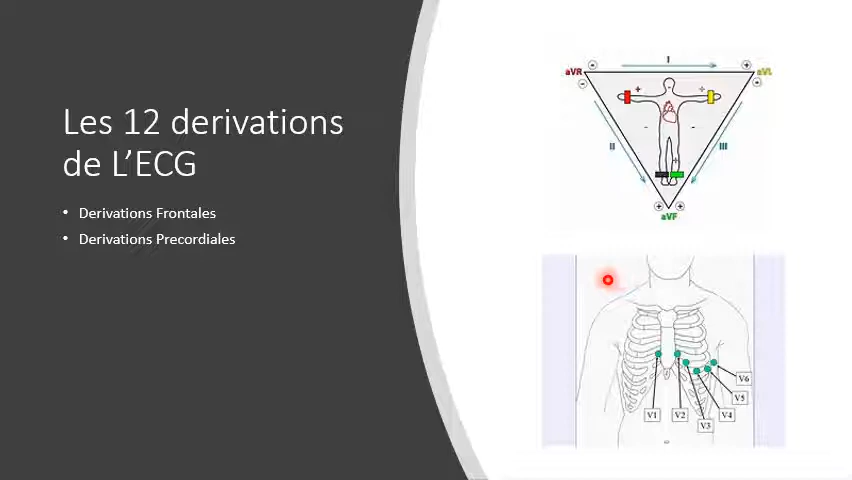 Les 12 derivations
de L’ECG
• Derivations Frontales
• Derivations Precordiales
I
aVR
aVL
II
III
aVF
V1
V2
V3
V4
V5
V6